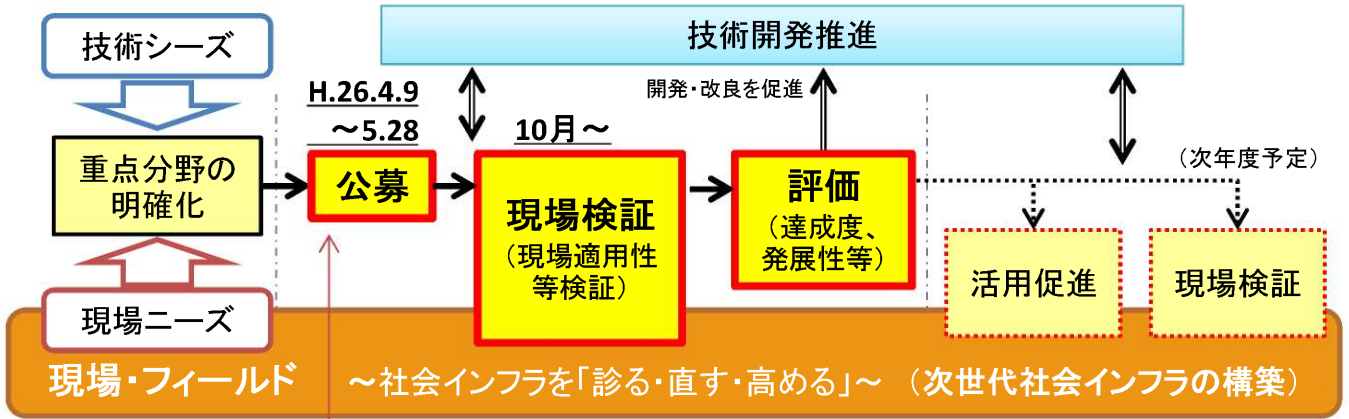 技術シーズ
重点分野の
明確化
現場ニーズ
H.26.4.9
～5.28
公募
技術開発推進
10月～
現場検証
（現場適用性
等検証）
開発・改良を促進
評価
（達成度、
発展性等）
（次年度予定）
活用促進
現場検証
現場・フィールド ～社会インフラを「診る・直す・高める」～ （次世代社会インフラの構築）